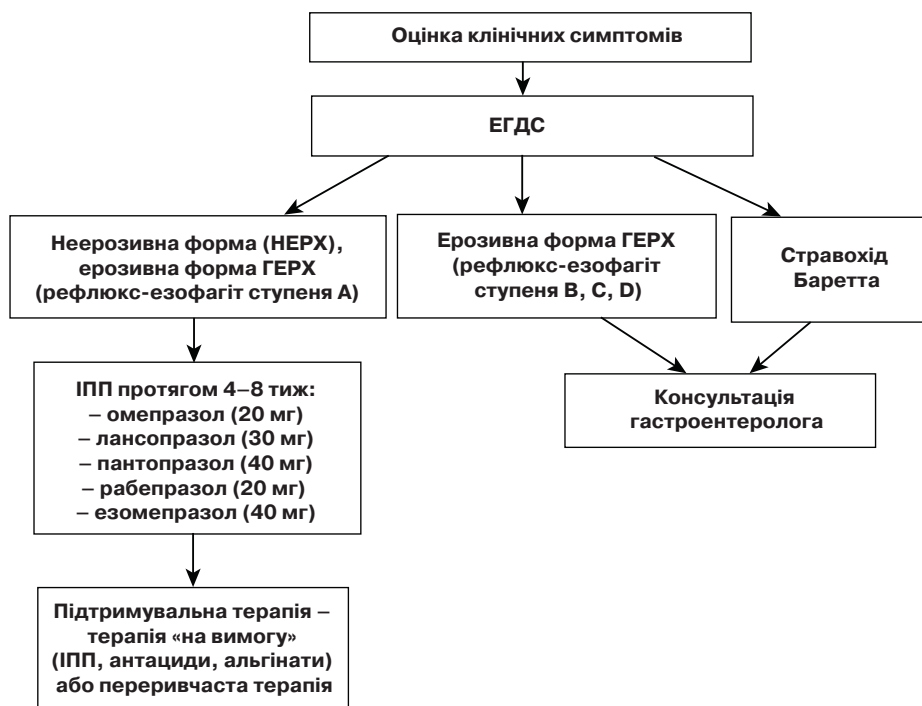 Оцінка клінічних симптомів
ЕГДС
Неерозивна форма (НЕРХ),
ерозивна форма ГЕРХ
(рефлюкс-езофагіт ступеня А)
Ерозивна форма ГЕРХ
(рефлюкс-езофагіт
ступеня B, C, D)
Стравохід
Баретта
ІПП протягом 4–8 тиж:
– омепразол (20 мг)
– лансопразол (30 мг)
– пантопразол (40 мг)
– рабепразол (20 мг)
– езомепразол (40 мг)
Консультація
гастроентеролога
Підтримувальна терапія –
терапія «на вимогу»
(ІПП, антациди, альгінати)
або переривчаста терапія